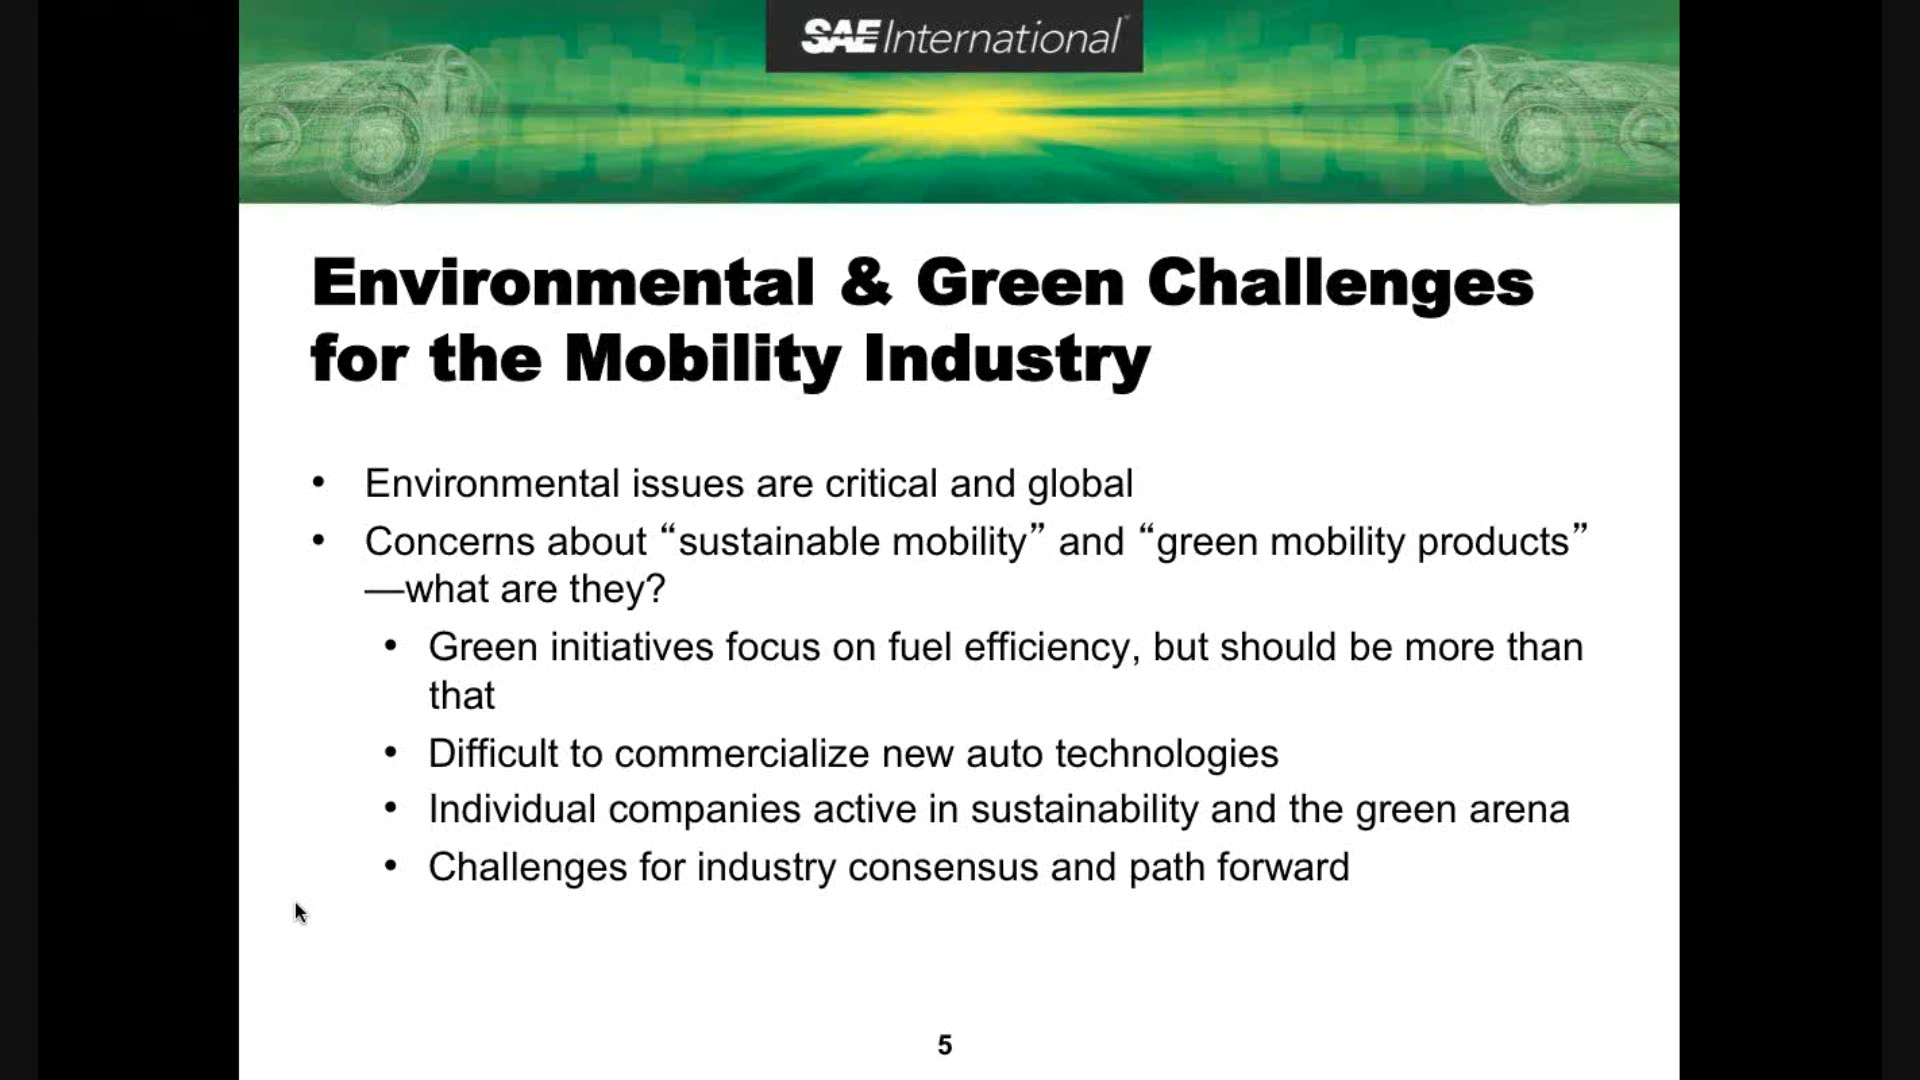 SAE International
Environmental & Green Challenges
for the Mobility Industry
• Environmental issues are critical and global
• Concerns about “sustainable mobility” and “green mobility products”
—what are they?
• Green initiatives focus on fuel efficiency, but should be more than
that
• Difficult to commercialize new auto technologies
• Individual companies active in sustainability and the green arena
• Challenges for industry consensus and path forward
5